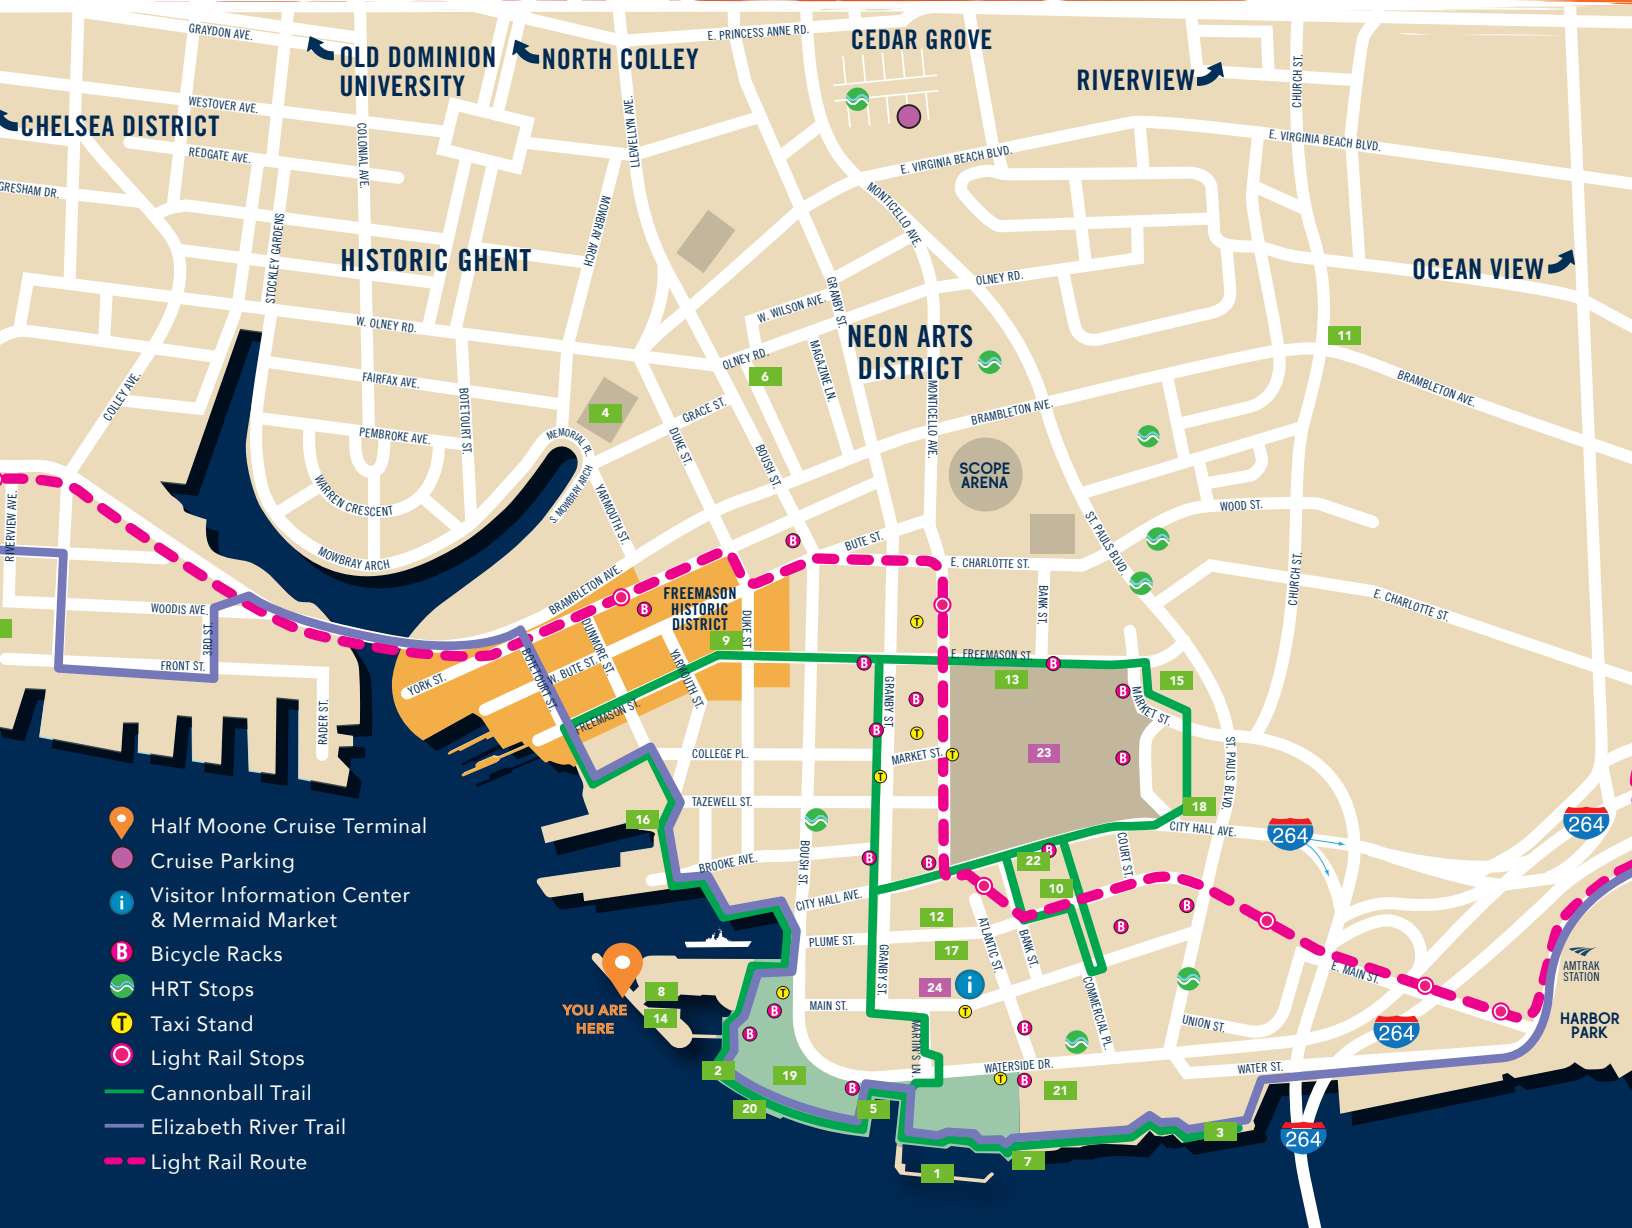 GRAYDON AVE.
E. PRINCESS ANNE RD.
CEDAR GROVE
OLD DOMINION
UNIVERSITY
NORTH COLLEY
RIVERVIEW
CHURCH ST.
WESTOVER AVE.
CHELSEA DISTRICT
COLONIAL AVE.
LLEWELLYN AVE.
E. VIRGINIA BEACH BLVD.
E. VIRGINIA BEACH BLVD.
REDGATE AVE.
GRESHAM DR.
MONTICELLO AVE.
MOWBRAY ARCH
STOCKLEY GARDENS
HISTORIC GHENT
OCEAN VIEW
OLNEY RD.
GRANBY ST.
W. WILSON AVE.
W. OLNEY RD.
NEON ARTS
DISTRICT
11
OLNEY RD.
MAGAZINE LN.
6
FAIRFAX AVE.
COLLEY AVE.
BOTETOURT ST.
MONTICELLO AVE.
BRAMBLETON AVE.
BRAMBLETON AVE.
4
GRACE ST.
PEMBROKE AVE.
MEMORIAL PL.
DUKE ST.
BOUSH ST.
SCOPE
ARENA
WARREN CRESCENT
S. MOWBRAY ARCH
YARMOUTH ST.
WOOD ST.
ST. PAULS BLVD.
RIVERVIEW AVE.
MOWBRAY ARCH
B
BUTE ST.
E. CHARLOTTE ST.
BRAMBLETON AVE.
BANK ST.
CHURCH ST.
E. CHARLOTTE ST.
FREEMASON
HISTORIC
DISTRICT
B
WOODIS AVE.
3RD ST.
DUNMORE ST.
DUKE ST.
T
9
FRONT ST.
BOTETOURT ST.
W. BUTE ST.
YARMOUTH ST.
B
E. FREEMASON ST.
B
13
15
YORK ST.
GRANBY ST.
B
B
MARKET ST.
RADER ST.
FREEMASON ST.
B
T
COLLEGE PL.
MARKET ST.
T
23
B
ST. PAULS BLVD.
T
TAZEWELL ST.
18
16
CITY HALL AVE.
264
264
Half Moone Cruise Terminal
BROOKE AVE.
BOUSH ST.
B
B
22
B
COURT ST.
Cruise Parking
10
CITY HALL AVE.
i
Visitor Information Center
& Mermaid Market
12
ATLANTIC ST.
BANK ST.
B
B
PLUME ST.
17
B
Bicycle Racks
GRANBY ST.
E. MAIN ST.
AMTRAK
STATION
HRT Stops
8
T
24
i
COMMERCIAL PL.
YOU ARE
HERE
14
MAIN ST.
B
T
T
Taxi Stand
UNION ST.
HARBOR
PARK
264
B
B
MARTIN'S LN.
Light Rail Stops
2
19
WATERSIDE DR.
WATER ST.
T
B
21
B
Cannonball Trail
20
5
Elizabeth River Trail
3
264
Light Rail Route
7
1